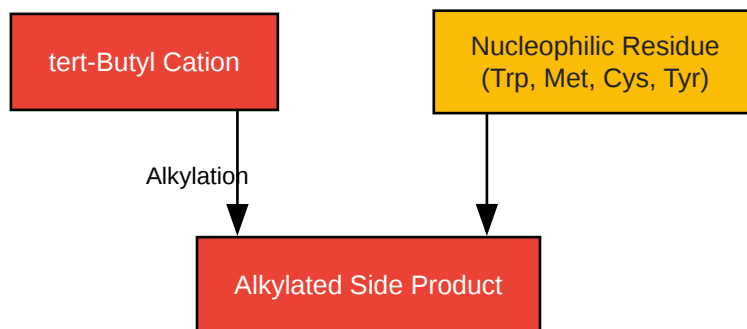 tert-Butyl Cation
Nucleophilic Residue
(Trp, Met, Cys, Tyr)
Alkylation
Alkylated Side Product